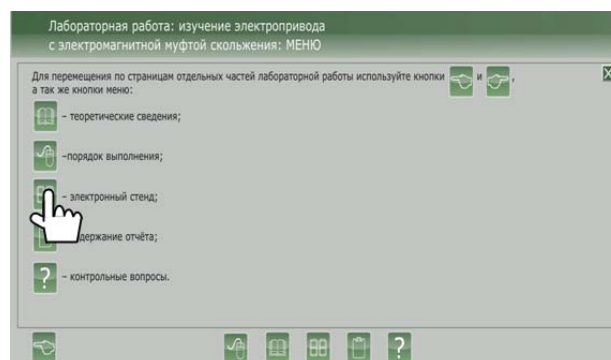 Лабораторная работа: изучение электропривода
с электромагнитной муфтой скольжения: МЕНЮ
Для перемещения по страницам отдельных частей лабораторной работы используйте кнопки и ,
а так же кнопки меню:
– теоретические сведения;
–порядок выполнения;
– электронный стенд;
держание отчёта;
? – контрольные вопросы.
?